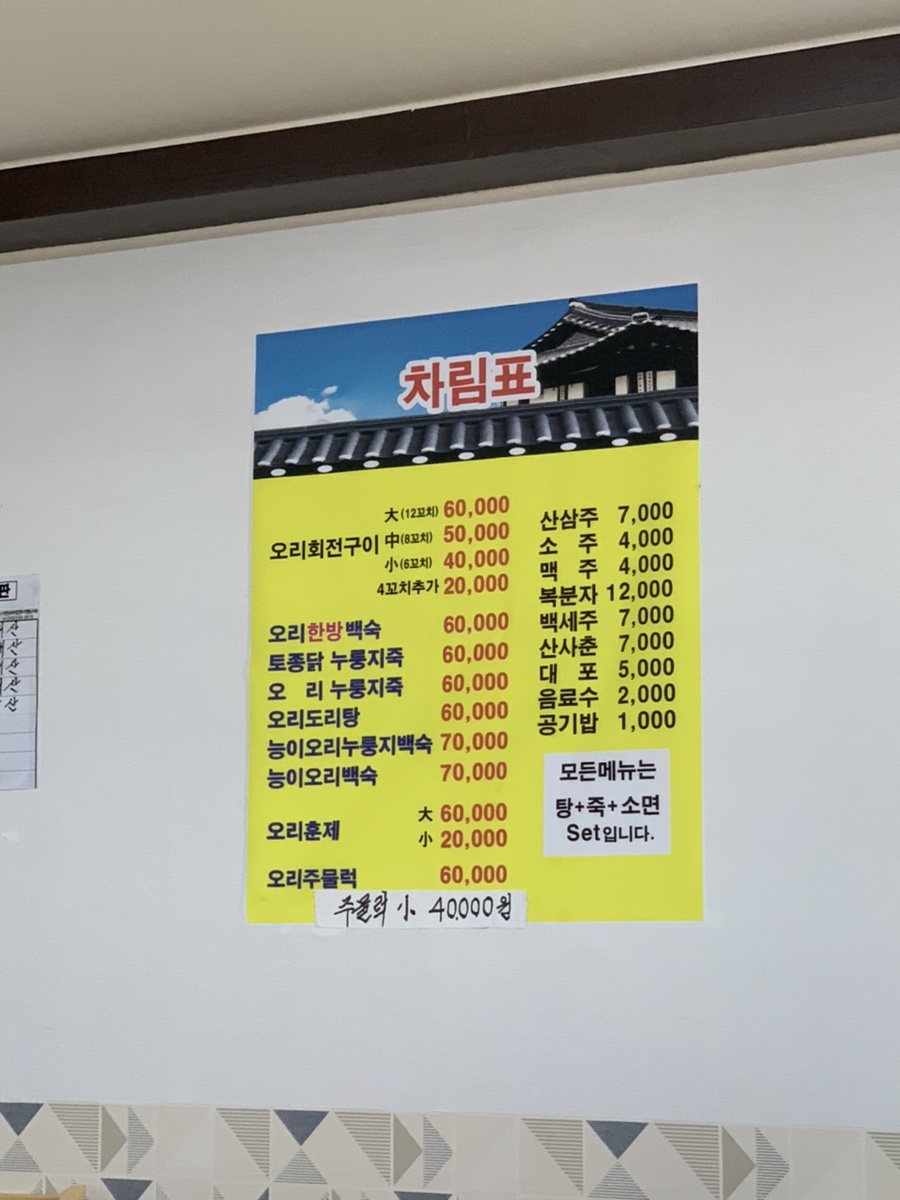 차림표
大(12꼬치) 60,000
오리회전구이 中(8꼬치) 50,000
小(6꼬치) 40,000
4꼬치추가 20,000
오리한방백숙 60,000
토종닭 누룽지죽 60,000
오 리 누룽지죽 60,000
오리도리탕 60,000
능이오리누룽지백숙 70,000
능이오리백숙 70,000
오리훈제 大 60,000
小 20,000
오리주물럭 60,000
주물럭 小 40,000원
산삼주 7,000
소 주 4,000
맥 주 4,000
복분자 12,000
백세주 7,000
산사춘 7,000
대 포 5,000
음료수 2,000
공기밥 1,000
모든메뉴는
탕+죽+소면
Set입니다.
판
산
산
산
산
산